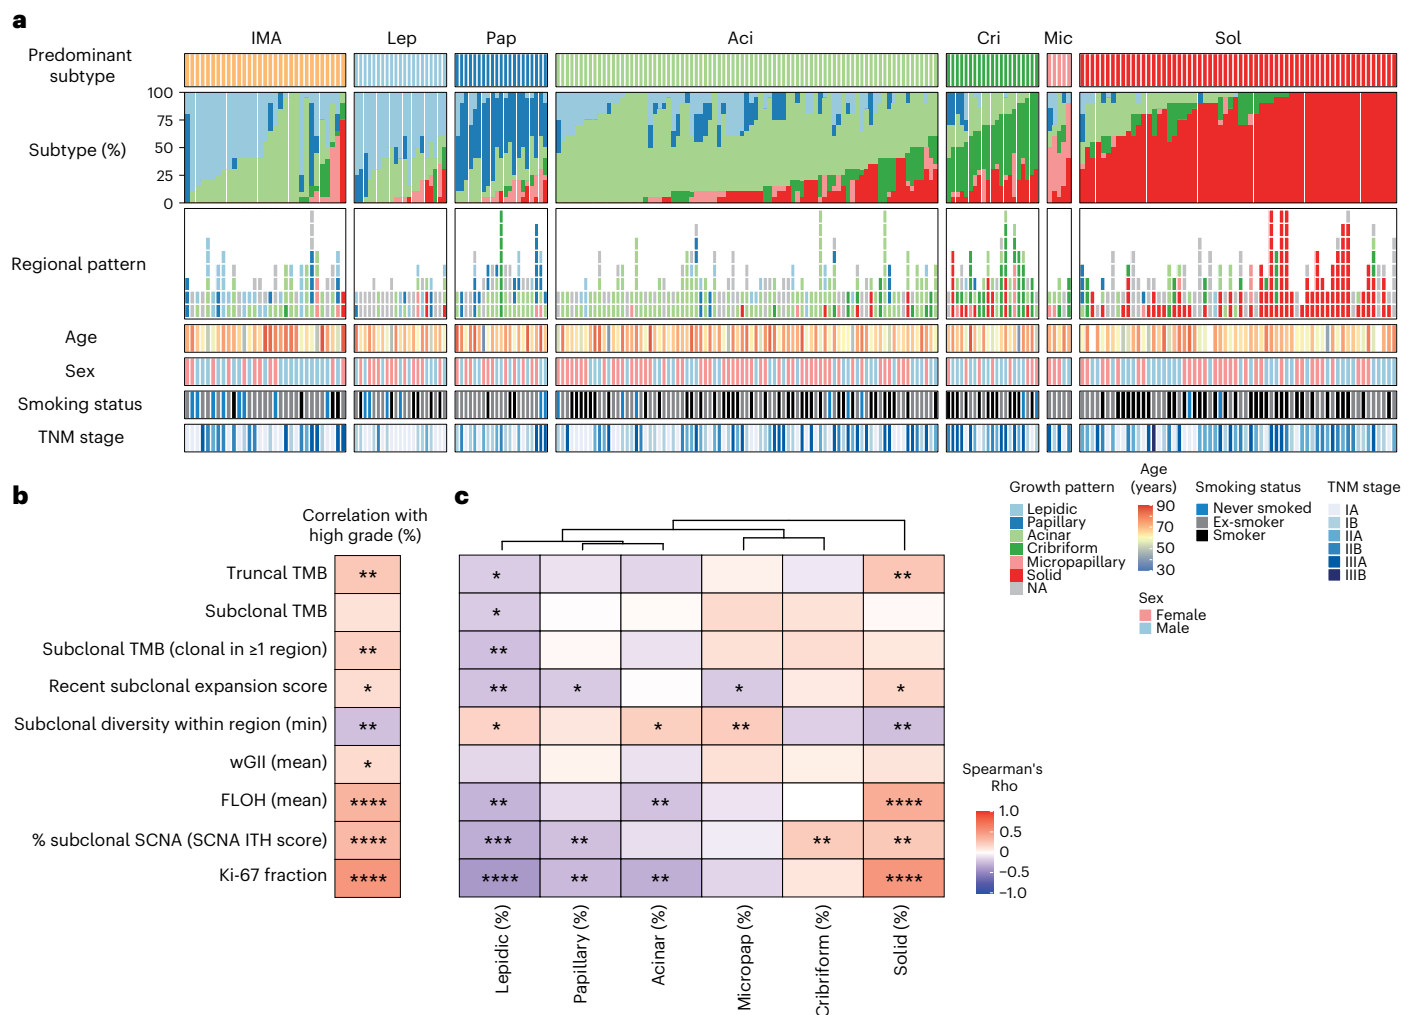 a
IMA Lep Pap Aci Cri Mic Sol
Predominant
subtype
100
75
50
25
0
Subtype (%)
Regional pattern
Age
Sex
Smoking status
TNM stage
Growth pattern
Lepidic
Papillary
Acinar
Cribriform
Micropapillary
Solid
NA
Age
(years)
90
70
50
30
Sex
Female
Male
Smoking status
Never smoked
Ex-smoker
Smoker
TNM stage
IA
IB
IIA
IIB
IIIA
IIIB
b
Correlation with
high grade (%)
c
Truncal TMB ** * **
Subclonal TMB *
Subclonal TMB (clonal in ≥1 region) ** **
Recent subclonal expansion score * ** * * *
Subclonal diversity within region (min) ** * * ** **
wGII (mean) *
FLOH (mean) **** ** ** ****
% subclonal SCNA (SCNA ITH score) **** *** ** ** **
Ki-67 fraction **** **** ** ** ****
Lepidic (%)
Papillary (%)
Acinar (%)
Micropap (%)
Cribriform (%)
Solid (%)
Spearman's
Rho
1.0
0.5
0
−0.5
−1.0